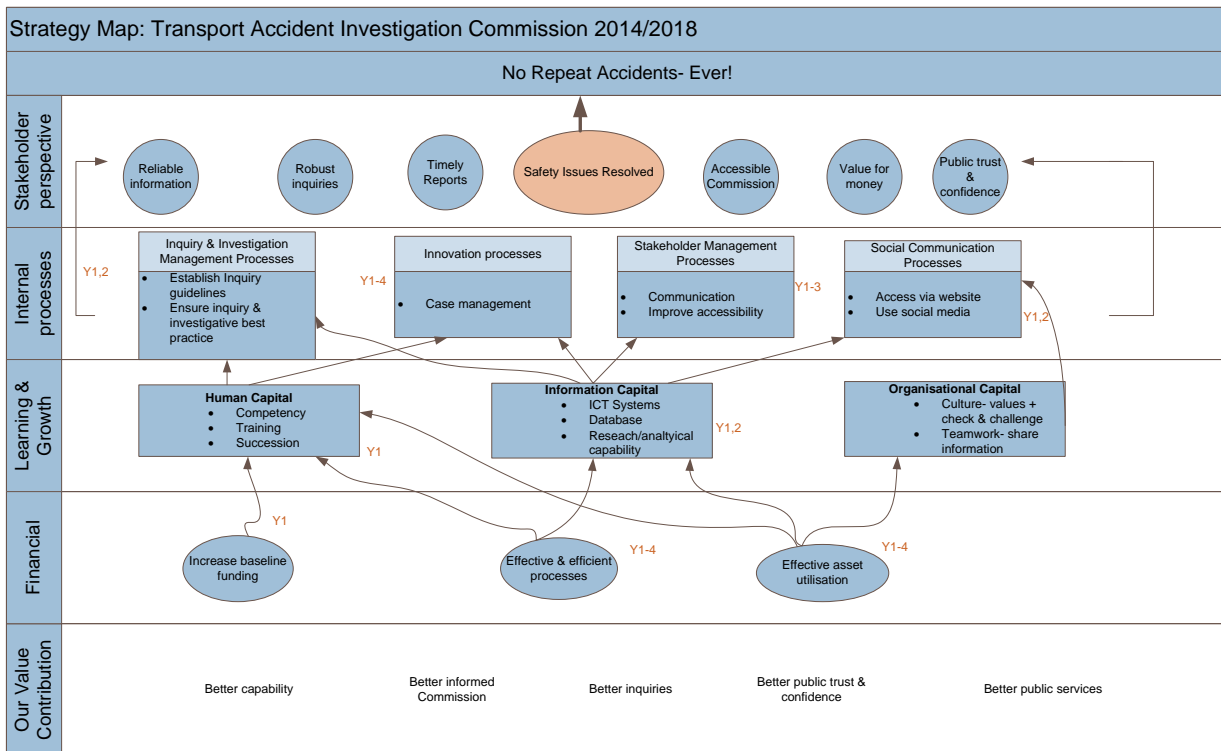 Strategy Map: Transport Accident Investigation Commission 2014/2018
No Repeat Accidents- Ever!
Stakeholder
perspective
Reliable
information
Robust
inquiries
Timely
Reports
Safety Issues Resolved
Accessible
Commission
Value for
money
Public trust
&
confidence
Internal
processes
Y1,2
Inquiry & Investigation
Management Processes
• Establish Inquiry
guidelines
• Ensure inquiry &
investigative best
practice
Y1-4
Innovation processes
• Case management
Stakeholder Management
Processes
• Communication
• Improve accessibility
Y1-3
Social Communication
Processes
• Access via website
• Use social media
Y1,2
Learning &
Growth
Human Capital
• Competency
• Training
• Succession
Y1
Information Capital
• ICT Systems
• Database
• Reseach/analtyical
capability
Y1,2
Organisational Capital
• Culture- values +
check & challenge
• Teamwork- share
information
Financial
Y1
Increase baseline
funding
Y1-4
Effective & efficient
processes
Y1-4
Effective asset
utilisation
Our Value
Contribution
Better capability
Better informed
Commission
Better inquiries
Better public trust &
confidence
Better public services